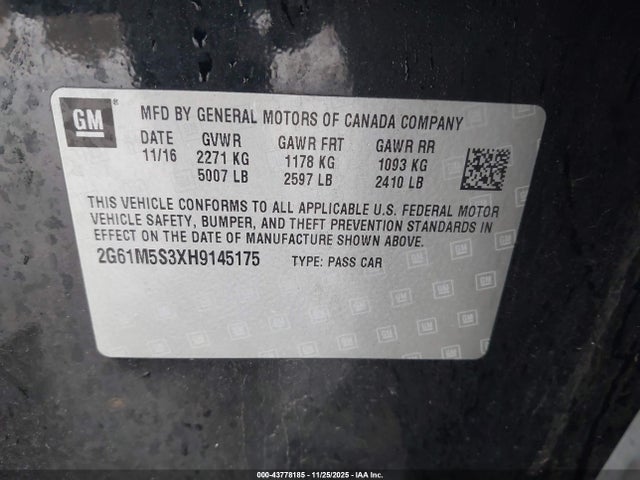 GM
MFD BY GENERAL MOTORS OF CANADA COMPANY
DATE GVWR GAWR FRT GAWR RR
11/16 2271 KG 1178 KG 1093 KG
5007 LB 2597 LB 2410 LB
THIS VEHICLE CONFORMS TO ALL APPLICABLE U.S. FEDERAL MOTOR
VEHICLE SAFETY, BUMPER, AND THEFT PREVENTION STANDARDS IN
EFFECT ON THE DATE OF MANUFACTURE SHOWN ABOVE.
2G61M5S3XH9145175 TYPE: PASS CAR
000-43778185 - 11/25/2025 - IAA Inc.